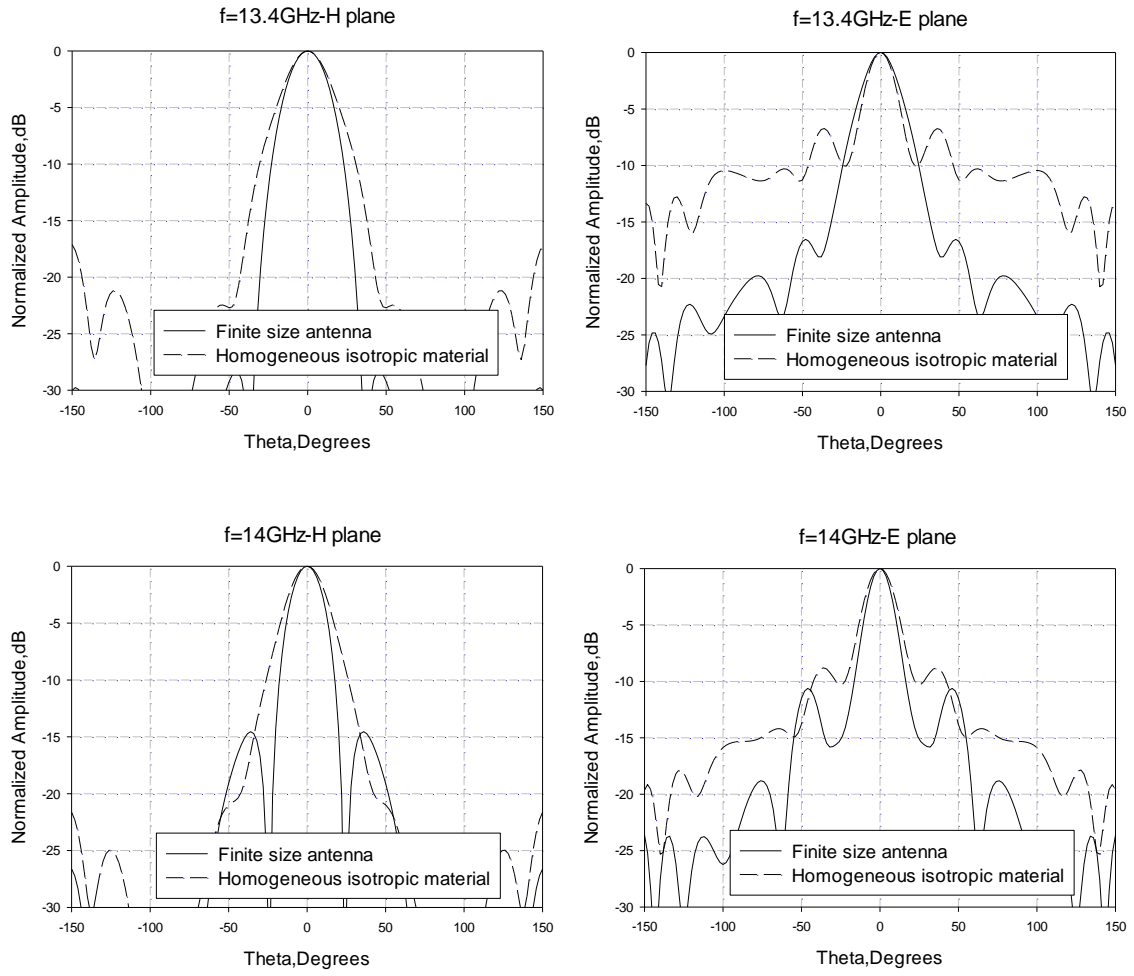 f=13.4GHz-H plane
0
-5
-10
-15
-20
-25
-30
Normalized Amplitude,dB
Finite size antenna
Homogeneous isotropic material
-150 -100 -50 0 50 100 150
Theta,Degrees
f=13.4GHz-E plane
0
-5
-10
-15
-20
-25
-30
Normalized Amplitude,dB
Finite size antenna
Homogeneous isotropic material
-150 -100 -50 0 50 100 150
Theta,Degrees
f=14GHz-H plane
0
-5
-10
-15
-20
-25
-30
Normalized Amplitude,dB
Finite size antenna
Homogeneous isotropic material
-150 -100 -50 0 50 100 150
Theta,Degrees
f=14GHz-E plane
0
-5
-10
-15
-20
-25
-30
Normalized Amplitude,dB
Finite size antenna
Homogeneous isotropic material
-150 -100 -50 0 50 100 150
Theta,Degrees